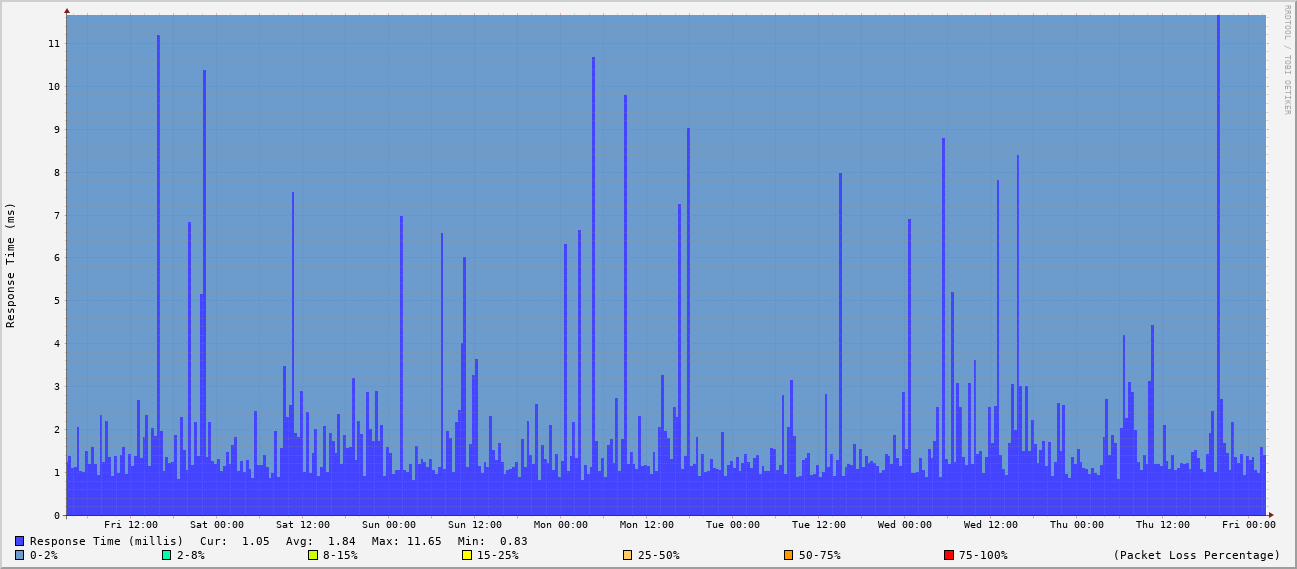 RRDTOOL / TOBI OETIKER
Response Time (ms)
11
10
9
8
7
6
5
4
3
2
1
0
Fri 12:00 Sat 00:00 Sat 12:00 Sun 00:00 Sun 12:00 Mon 00:00 Mon 12:00 Tue 00:00 Tue 12:00 Wed 00:00 Wed 12:00 Thu 00:00 Thu 12:00 Fri 00:00
Response Time (millis) Cur: 1.05 Avg: 1.84 Max: 11.65 Min: 0.83
0-2% 2-8% 8-15% 15-25% 25-50% 50-75% 75-100% (Packet Loss Percentage)